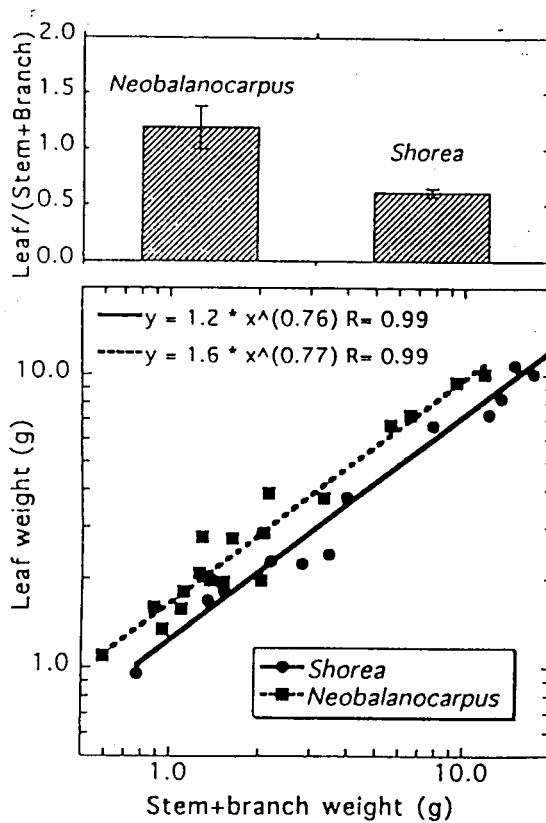 Leaf/(Stem+Branch)
2.0
1.5
1.0
0.5
0.0
Neobalanocarpus
Shorea
y = 1.2 * x^(0.76) R= 0.99
y = 1.6 * x^(0.77) R= 0.99
Leaf weight (g)
10.0
1.0
Shorea
Neobalanocarpus
1.0 10.0
Stem+branch weight (g)